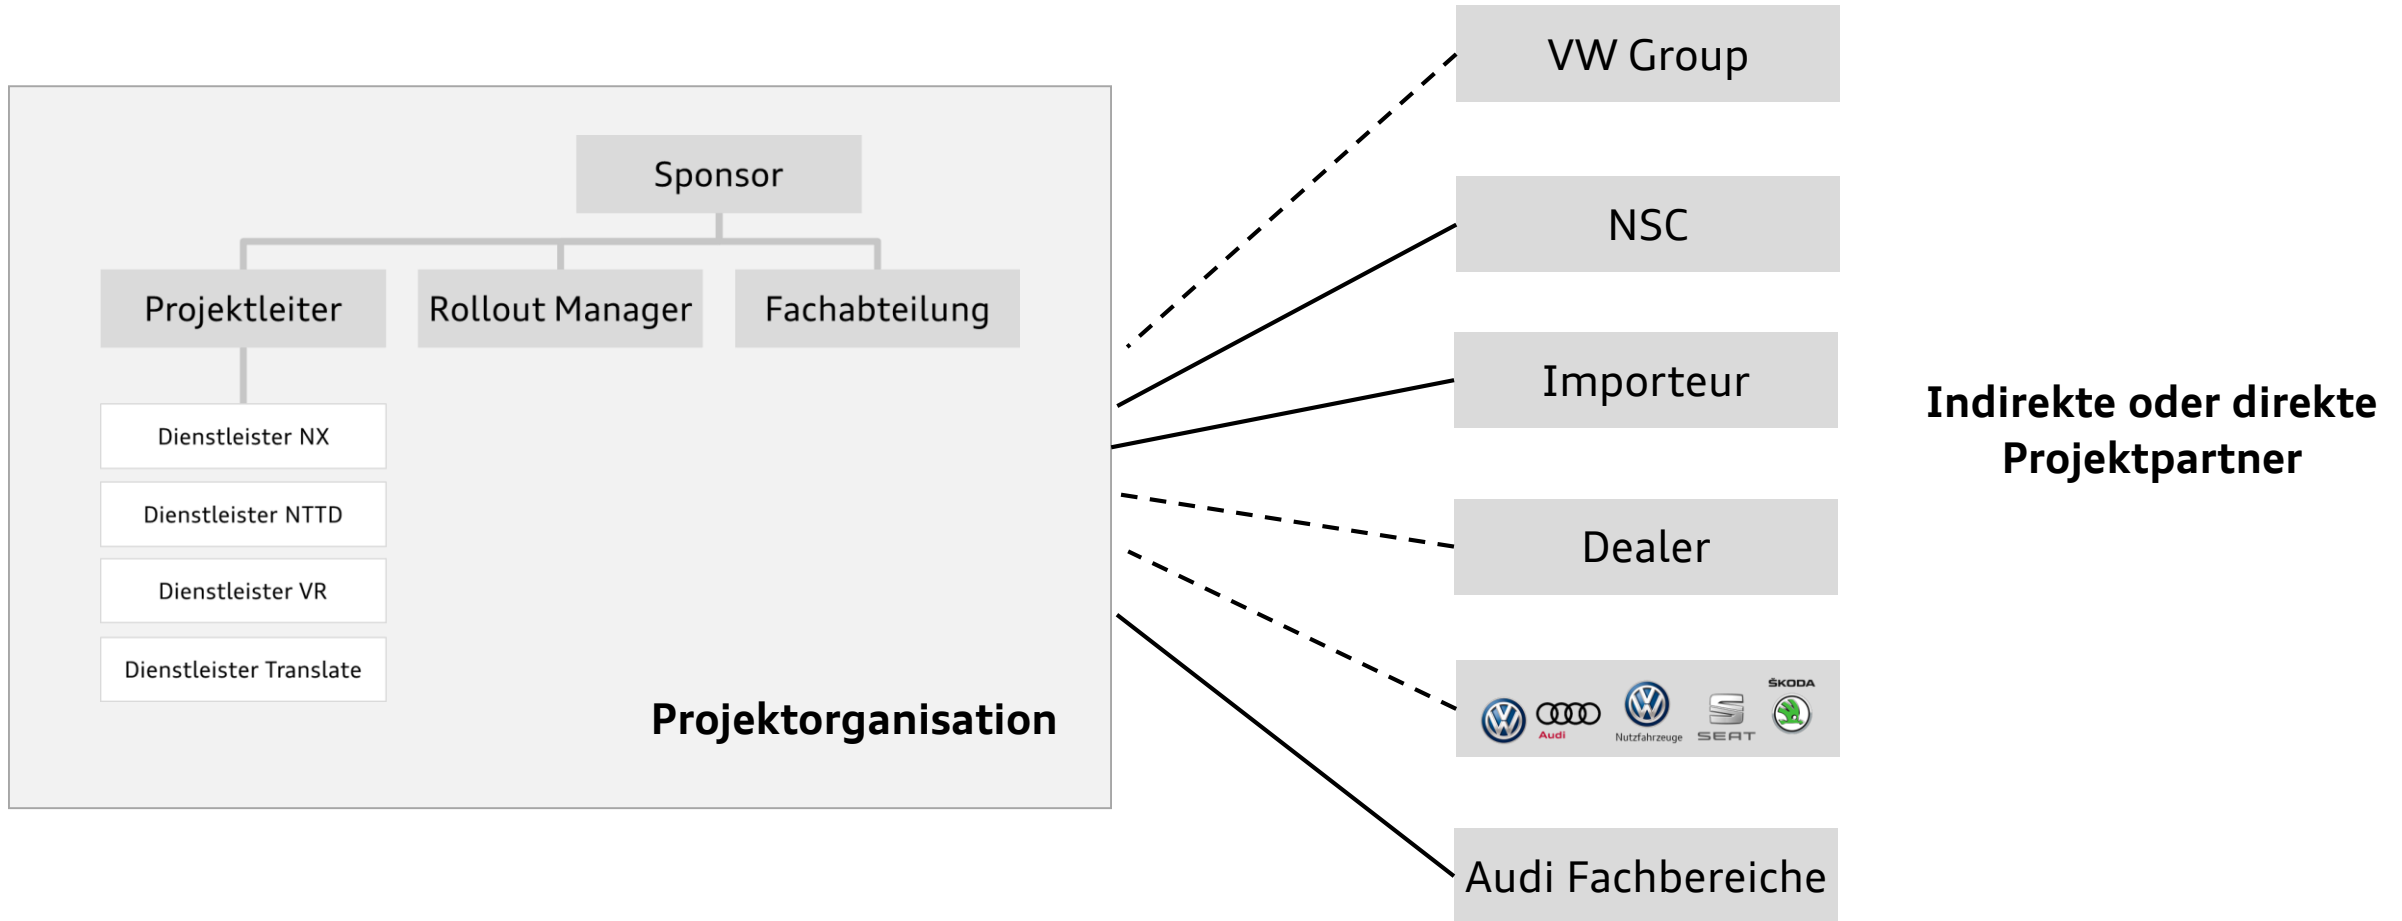 VW Group
Sponsor
NSC
Projektleiter
Rollout Manager
Fachabteilung
Importeur
Indirekte oder direkte
Projektpartner
Dienstleister NX
Dienstleister NTTD
Dealer
Dienstleister VR
Dienstleister Translate
Projektorganisation
Audi
Nutzfahrzeuge
SEAT
ŠKODA
Audi Fachbereiche